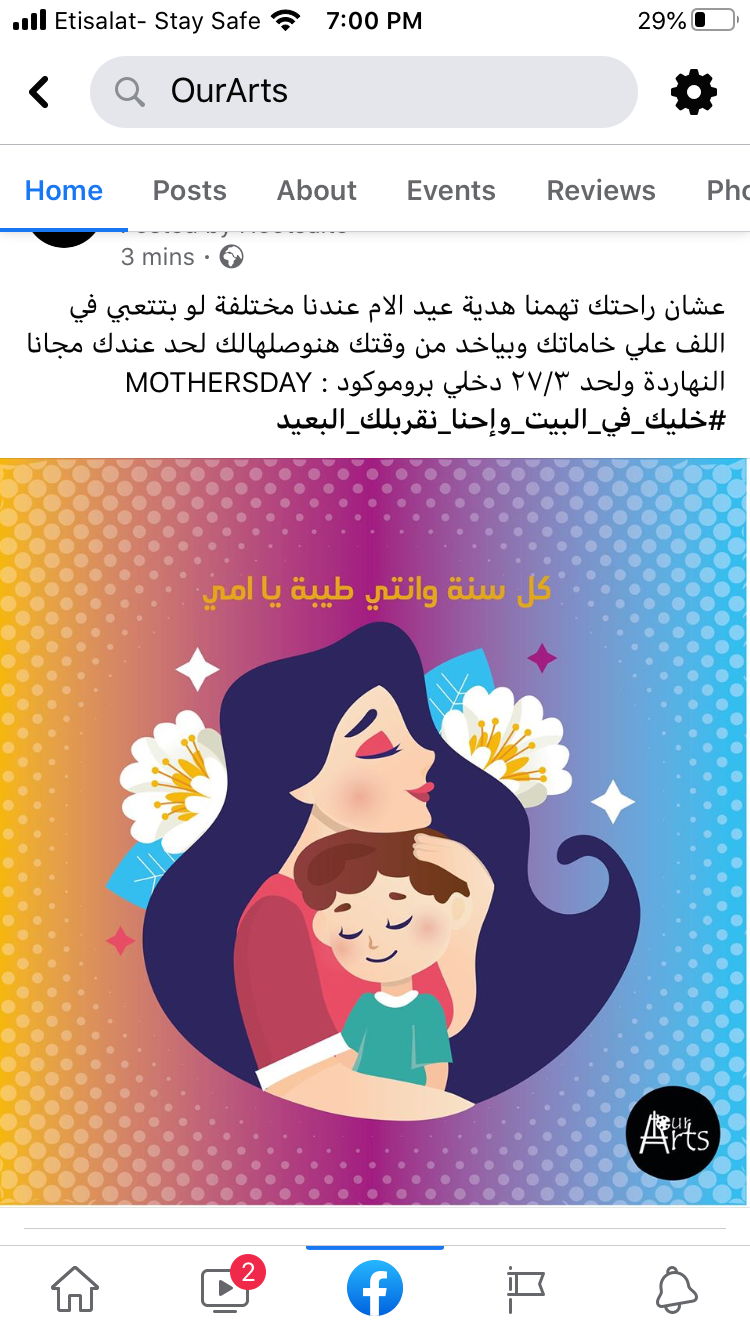 Etisalat- Stay Safe 7:00 PM 29%
OurArts
Home Posts About Events Reviews Pho
3 mins ·
عشان راحتك تهمنا هدية عيد الام عندنا مختلفة لو بتتعبي في
اللف علي خاماتك وبياخد من وقتك هنوصلهالك لحد عندك مجانا
النهاردة ولحد ٢٧/٣ دخلي بروموكود : MOTHERSDAY
#خليك_في_البيت_وإحنا_نقربلك_البعيد
كل سنة وانتي طيبة يا امي
Our
Arts
2